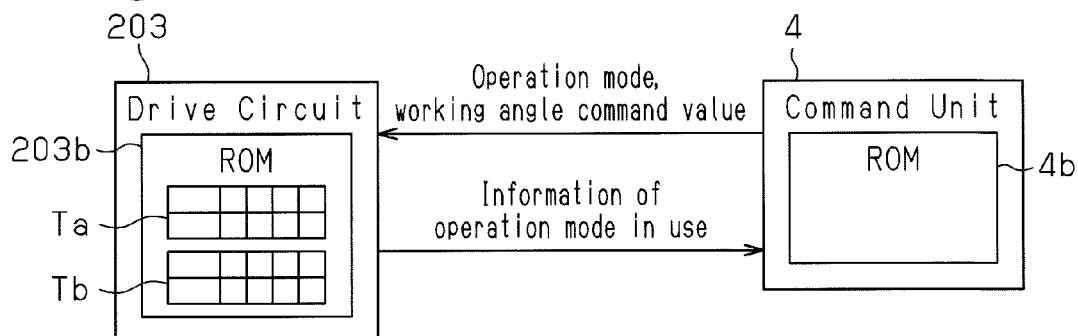 203
4
Operation mode,
working angle command value
Drive Circuit
Command Unit
203b
ROM
ROM
4b
Information of
operation mode in use
Ta
Tb